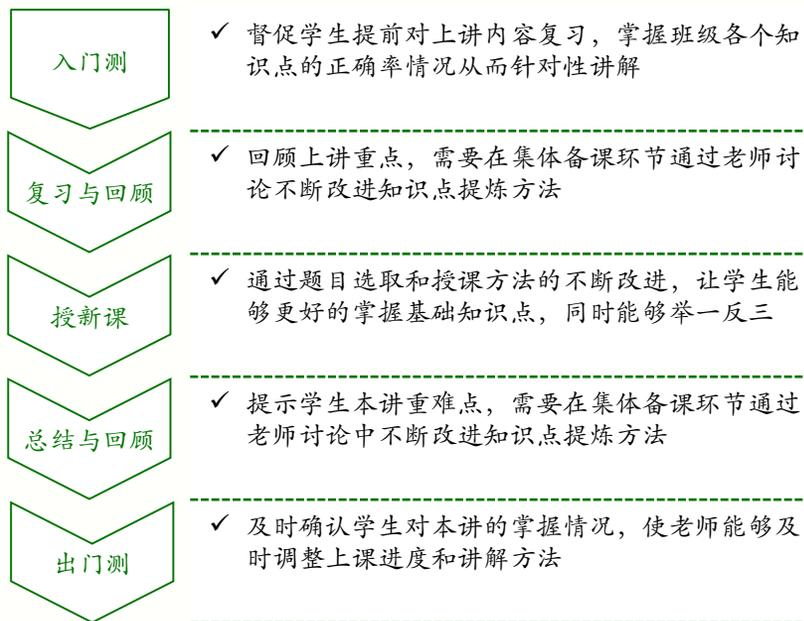 入门测
✓ 督促学生提前对上讲内容复习，掌握班级各个知
识点的正确率情况从而针对性讲解
复习与回顾
✓ 回顾上讲重点，需要在集体备课环节通过老师讨
论不断改进知识点提炼方法
授新课
✓ 通过题目选取和授课方法的不断改进，让学生能
够更好的掌握基础知识点，同时能够举一反三
总结与回顾
✓ 提示学生本讲重难点，需要在集体备课环节通过
老师讨论中不断改进知识点提炼方法
出门测
✓ 及时确认学生对本讲的掌握情况，使老师能够及
时调整上课进度和讲解方法